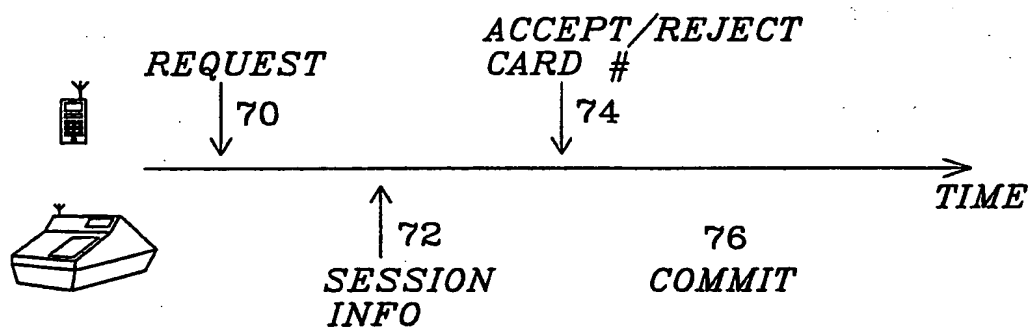 ACCEPT/REJECT
REQUEST
CARD #
70
74
TIME
72
76
SESSION
COMMIT
INFO